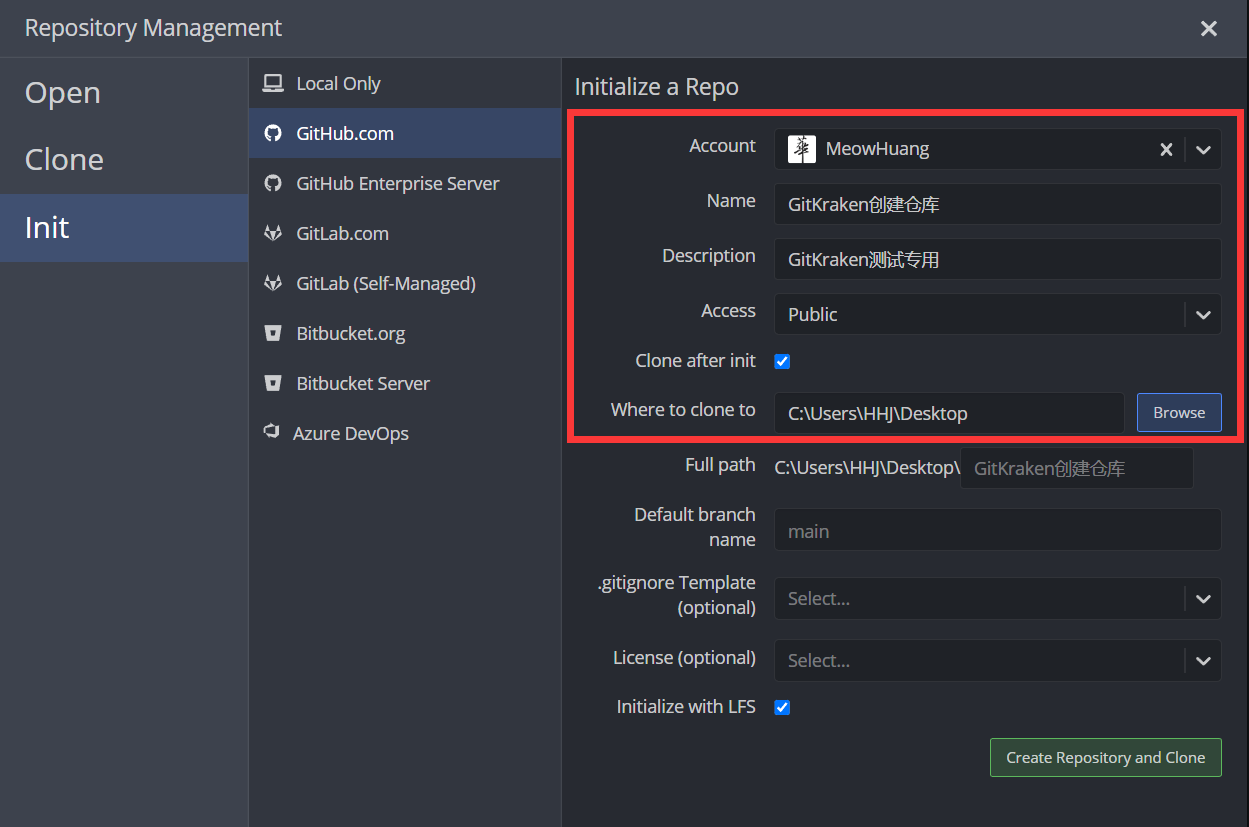 Repository Management
Open
Clone
Init
Local Only
GitHub.com
GitHub Enterprise Server
GitLab.com
GitLab (Self-Managed)
Bitbucket.org
Bitbucket Server
Azure DevOps
Initialize a Repo
Account 華 MeowHuang
Name GitKraken创建仓库
Description GitKraken测试专用
Access Public
Clone after init
Where to clone to C:\Users\HHJ\Desktop Browse
Full path C:\Users\HHJ\Desktop\ GitKraken创建仓库
Default branch
name main
.gitignore Template
(optional) Select...
License (optional) Select...
Initialize with LFS
Create Repository and Clone